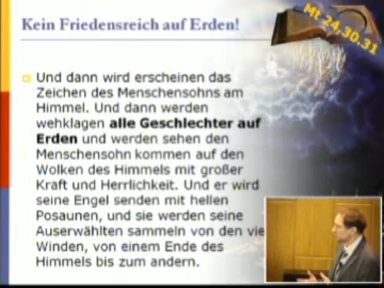 Kein Friedensreich auf Erden!
Mt 24,30.31
Und dann wird erscheinen das
Zeichen des Menschensohns am
Himmel. Und dann werden
wehklagen alle Geschlechter auf
Erden und werden sehen den
Menschensohn kommen auf den
Wolken des Himmels mit großer
Kraft und Herrlichkeit. Und er wird
seine Engel senden mit hellen
Posaunen, und sie werden seine
Auserwählten sammeln von den vie
Winden, von einem Ende des
Himmels bis zum andern.